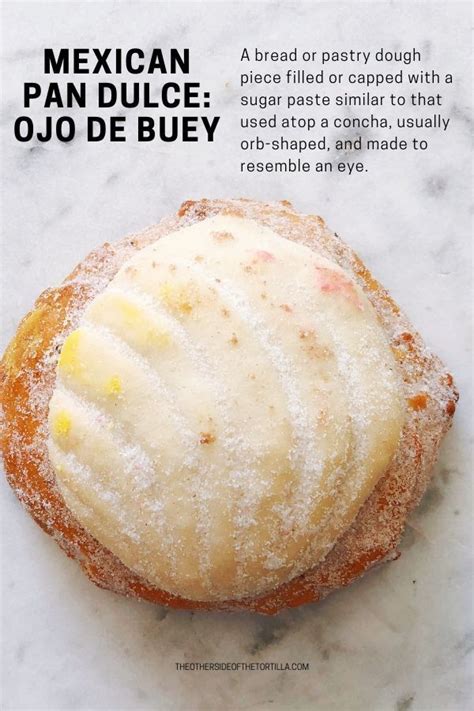 MEXICAN
PAN DULCE:
OJO DE BUEY
A bread or pastry dough
piece filled or capped with a
sugar paste similar to that
used atop a concha, usually
orb-shaped, and made to
resemble an eye.
THEOTHERSIDEOFTHETORTILLA.COM